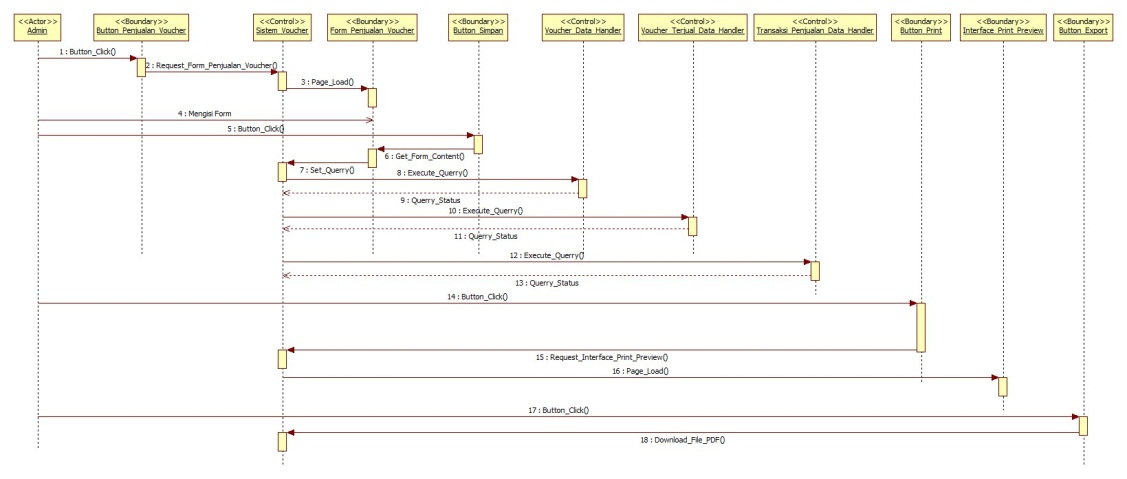 <<Actor>>
Admin
<<Boundary>>
Button_Penjualan_Voucher
<<Control>>
Sistem_Voucher
<<Boundary>>
Form_Penjualan_Voucher
<<Boundary>>
Button_Simpan
<<Control>>
Voucher_Data_Handler
<<Control>>
Voucher_Terjual_Data_Handler
<<Control>>
Transaksi_Penjualan_Data_Handler
<<Boundary>>
Button_Print
<<Boundary>>
Interface_Print_Preview
<<Boundary>>
Button_Export
1 : Button_Click()
2 : Request_Form_Penjualan_Voucher()
3 : Page_Load()
4 : Mengisi Form
5 : Button_Click()
6 : Get_Form_Content()
7 : Set_Querry()
8 : Execute_Querry()
9 : Querry_Status
10 : Execute_Querry()
11 : Querry_Status
12 : Execute_Querry()
13 : Querry_Status
14 : Button_Click()
15 : Request_Interface_Print_Preview()
16 : Page_Load()
17 : Button_Click()
18 : Download_File_PDF()